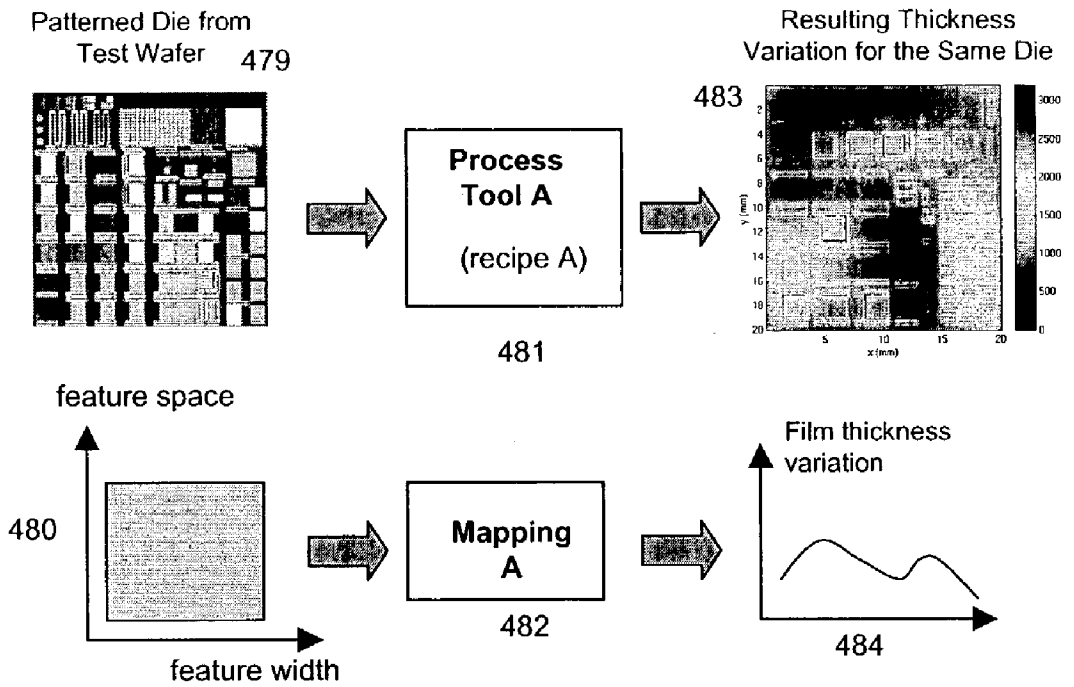 Patterned Die from
Test Wafer
479
Resulting Thickness
Variation for the Same Die
483
Process
Tool A
(recipe A)
481
2
4
6
8
10
12
14
16
18
20
y (mm)
5
10
15
20
x (mm)
3000
2500
2000
1500
1000
500
0
feature space
480
feature width
Mapping
A
482
Film thickness
variation
484